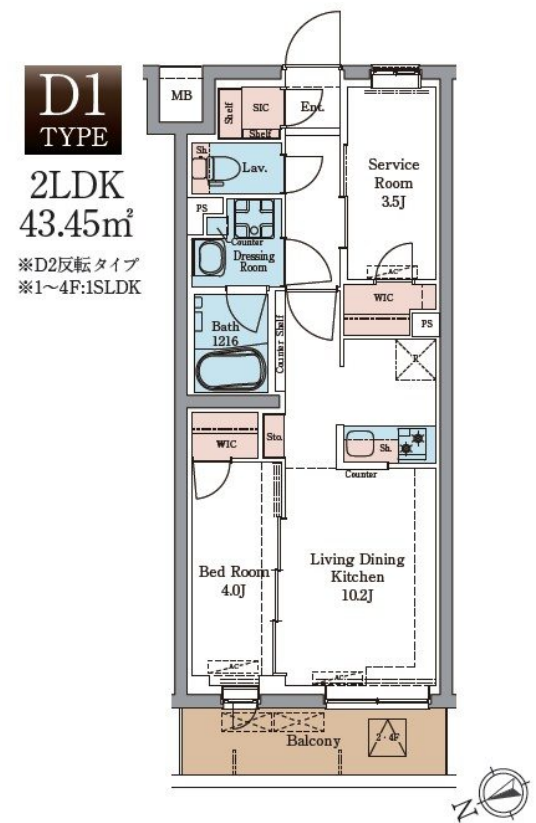 D1
TYPE
2LDK
43.45㎡
※D2反転タイプ
※1～4F:1SLDK
MB
Shelf
SIC
Shelf
Ent.
Sh.
Lav.
Service
Room
3.5J
PS
Counter
Dressing
Room
AC
WIC
PS
Bath
1216
Counter Shelf
R
WIC
Sto.
Sh.
Counter
Bed Room
4.0J
Living Dining
Kitchen
10.2J
AC
AC
Balcony
2・4F
N